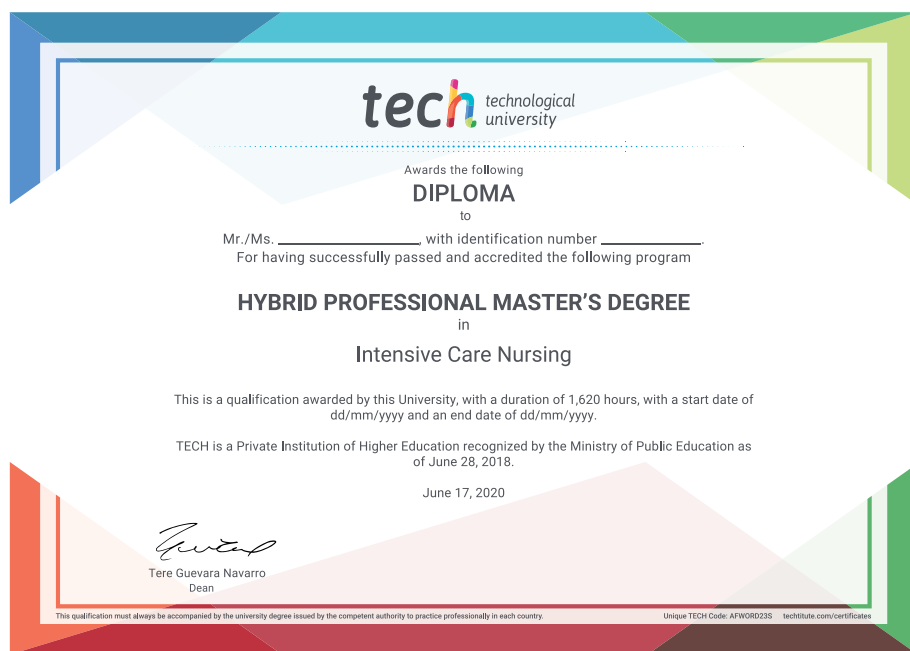 tech technological
university
Awards the following
DIPLOMA
to
Mr./Ms. ____________________, with identification number ______________.
For having successfully passed and accredited the following program
HYBRID PROFESSIONAL MASTER'S DEGREE
in
Intensive Care Nursing
This is a qualification awarded by this University, with a duration of 1,620 hours, with a start date of
dd/mm/yyyy and an end date of dd/mm/yyyy.
TECH is a Private Institution of Higher Education recognized by the Ministry of Public Education as
of June 28, 2018.
June 17, 2020
Tere Guevara Navarro
Dean
This qualification must always be accompanied by the university degree issued by the competent authority to practice professionally in each country. Unique TECH Code: AFWORD23S techtitute.com/certificates